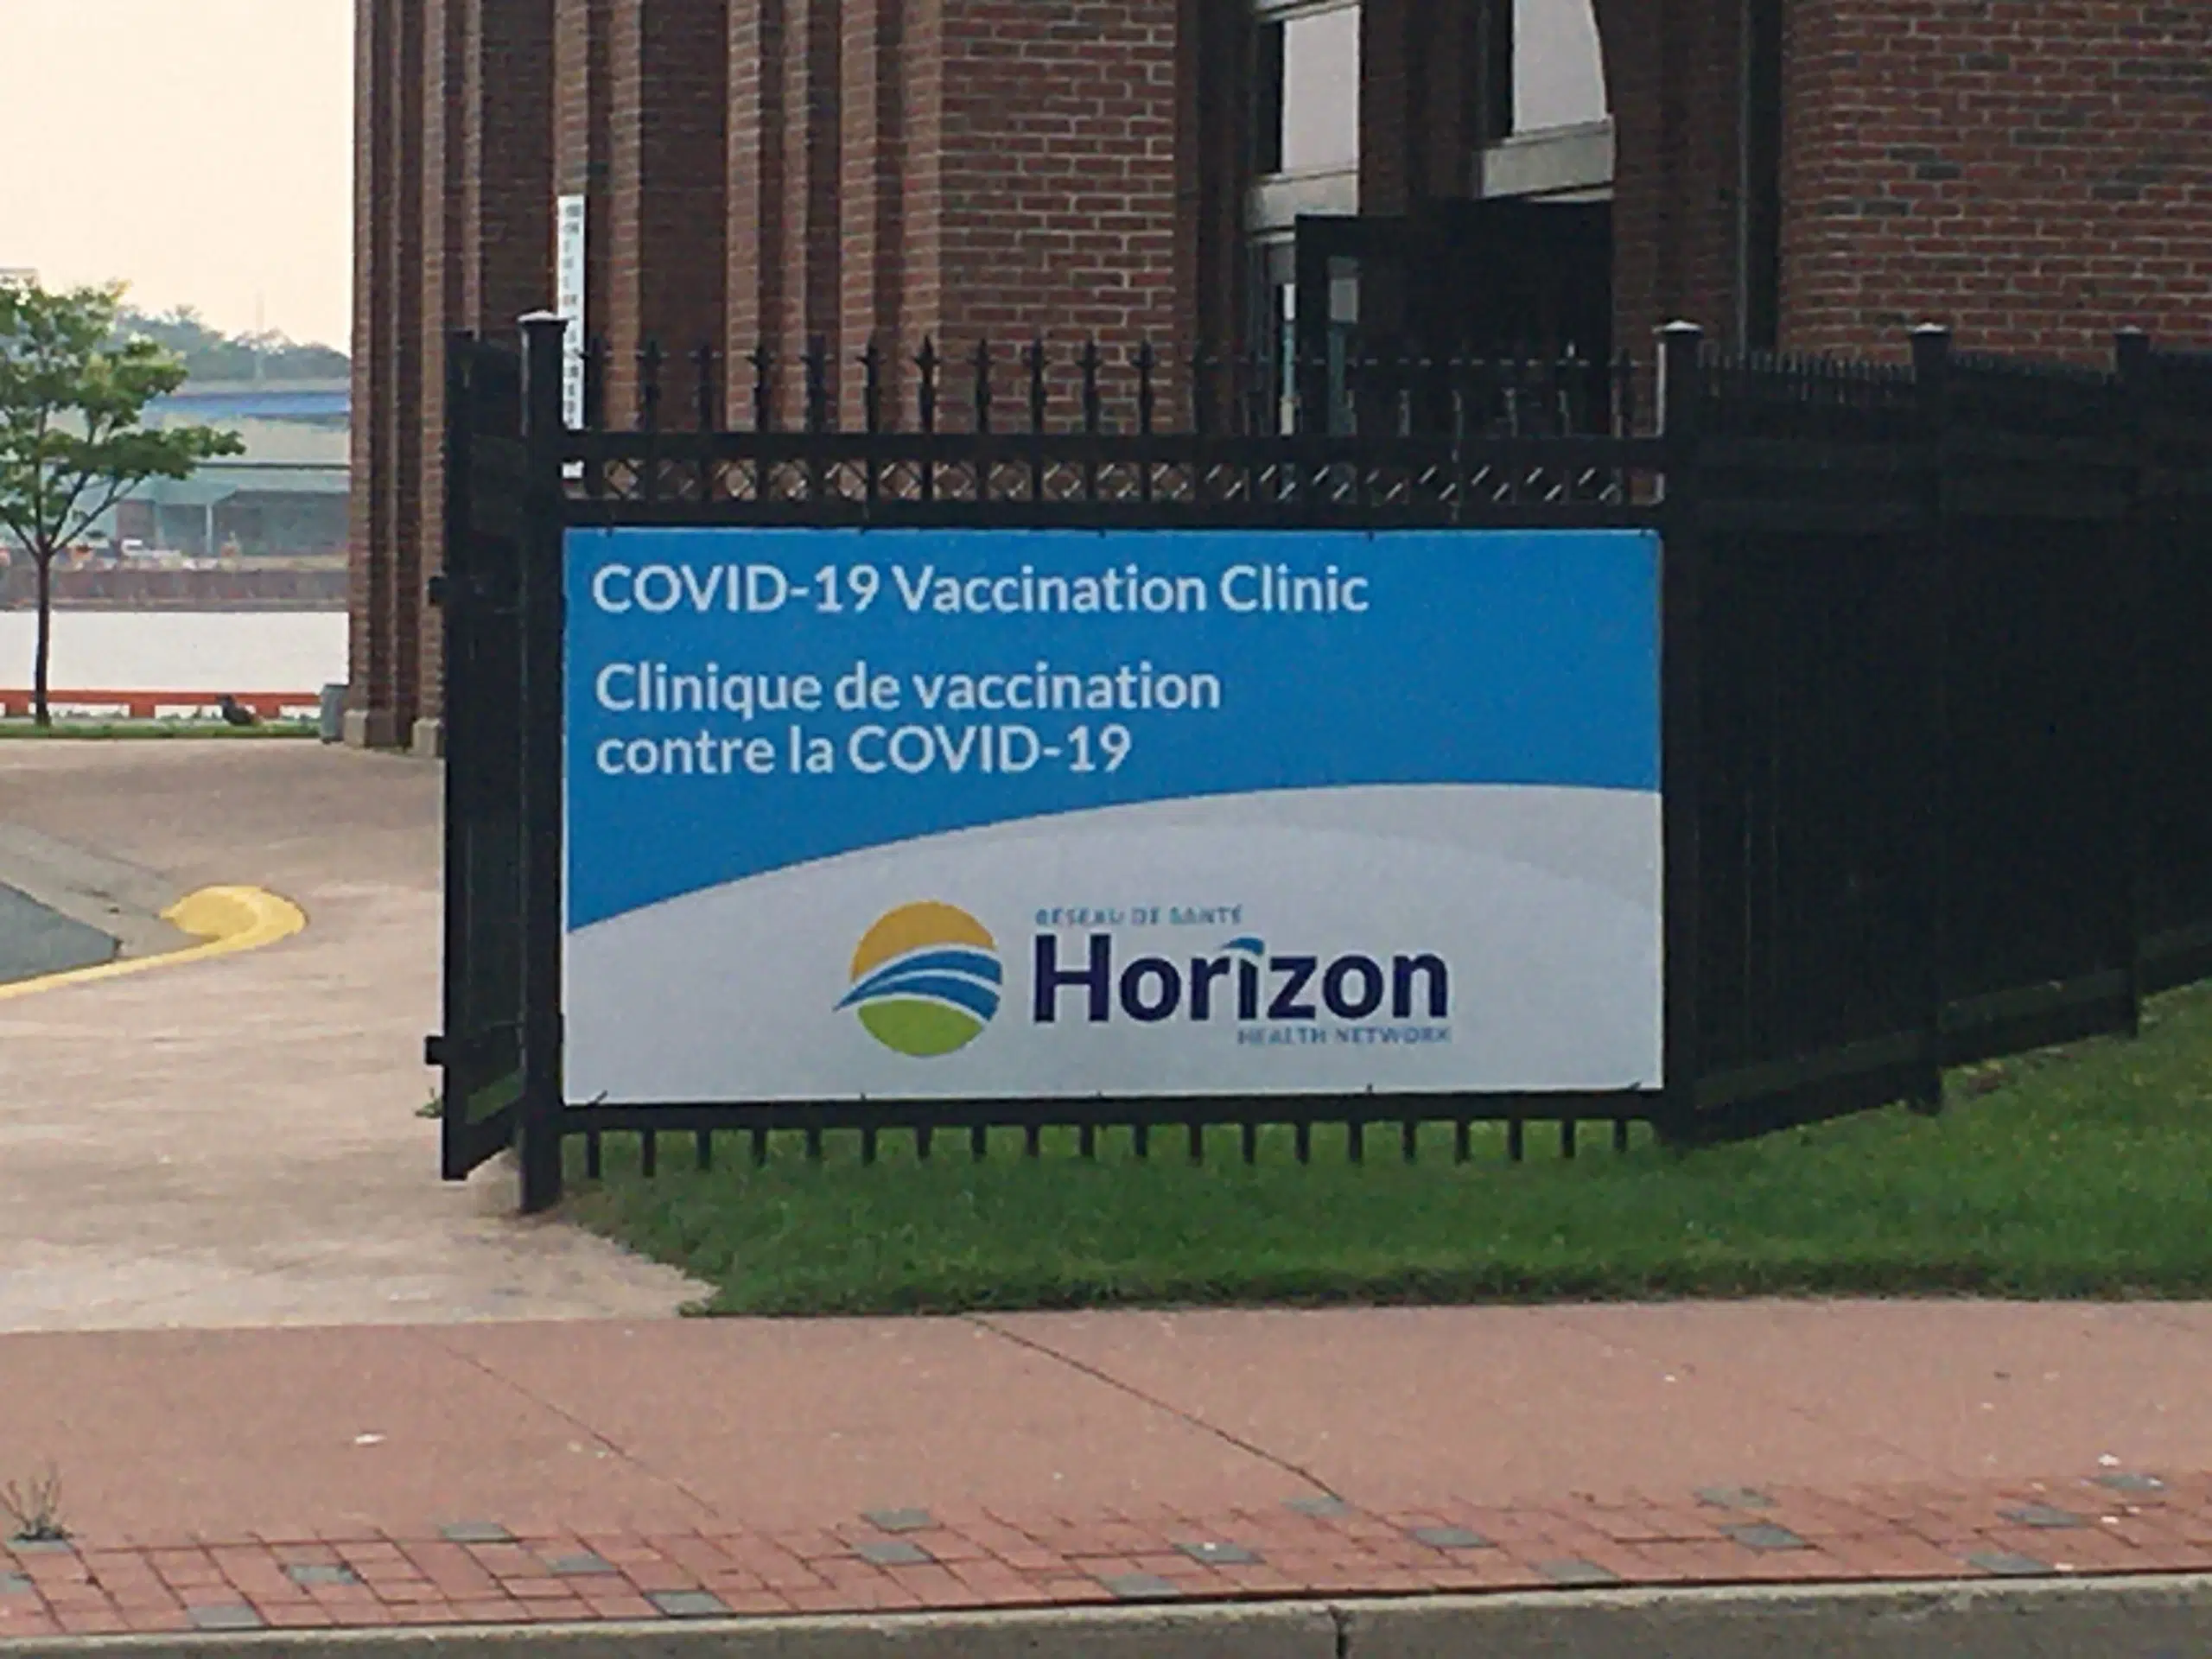 COVID-19 Vaccination Clinic
Clinique de vaccination
contre la COVID-19
RÉSEAU DE SANTÉ
Horizon
HEALTH NETWORK